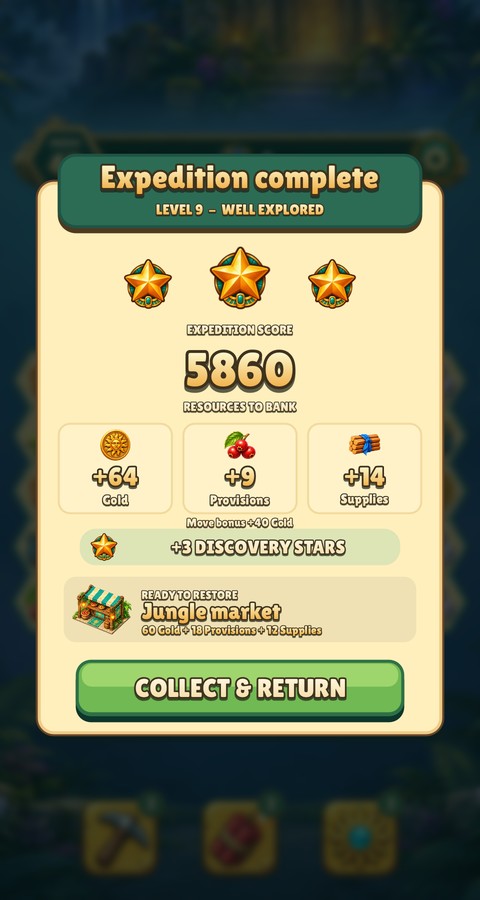 Expedition complete
LEVEL 9 – WELL EXPLORED
EXPEDITION SCORE
5860
RESOURCES TO BANK
+64
Gold
+9
Provisions
+14
Supplies
Move bonus +40 Gold
+3 DISCOVERY STARS
READY TO RESTORE
Jungle market
60 Gold + 18 Provisions + 12 Supplies
COLLECT & RETURN